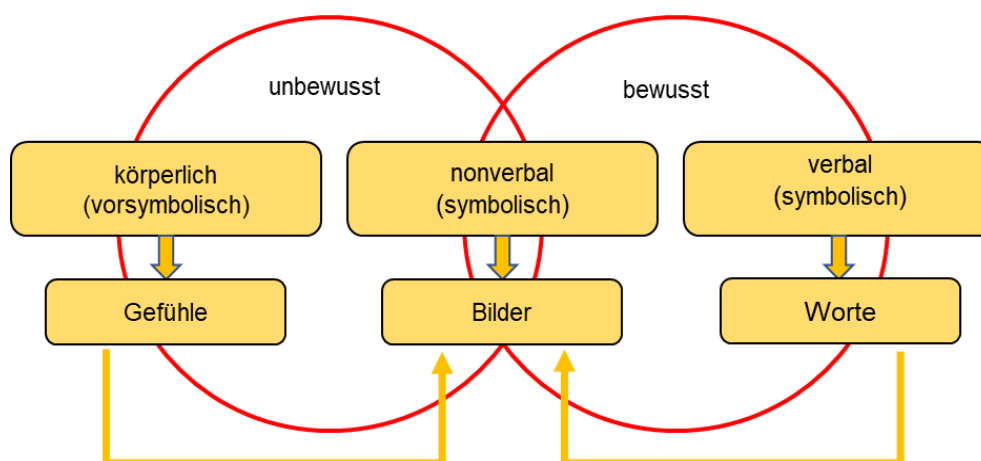 unbewusst
bewusst
körperlich
(vorsymbolisch)
nonverbal
(symbolisch)
verbal
(symbolisch)
Gefühle
Bilder
Worte